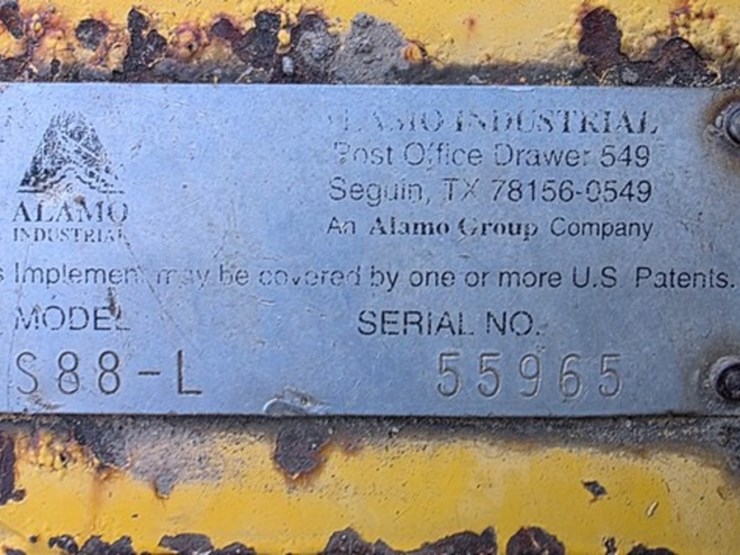 ALAMO
INDUSTRIAL
ALAMO INDUSTRIAL
Post Office Drawer 549
Seguin, TX 78156-0549
An Alamo Group Company
s Implement may be covered by one or more U.S. Patents.
MODEL
SERIAL NO.
S88-L
55965